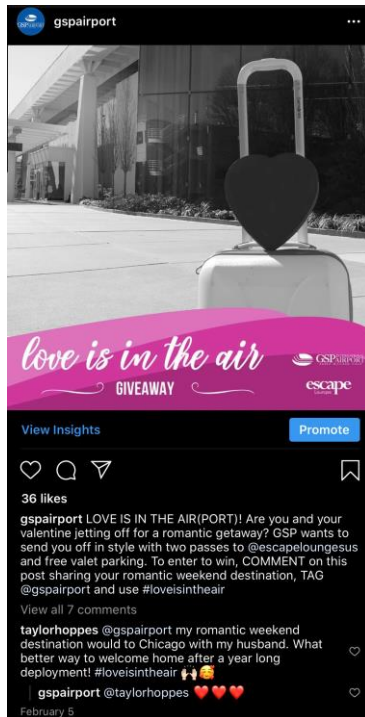 gspairport
love is in the air
GIVEAWAY
GSPAIRPORT
escape
View Insights
Promote
36 likes
gspairport LOVE IS IN THE AIR(PORT)! Are you and your
valentine jetting off for a romantic getaway? GSP wants to
send you off in style with two passes to @escapeloungesus
and free valet parking. To enter to win, COMMENT on this
post sharing your romantic weekend destination, TAG
@gspairport and use #loveisintheair
View all 7 comments
taylorhoppes @gspairport my romantic weekend
destination would to Chicago with my husband. What
better way to welcome home after a year long
deployment! #loveisintheair 🙌🏻🥰
gspairport @taylorhoppes ❤️❤️❤️
February 5